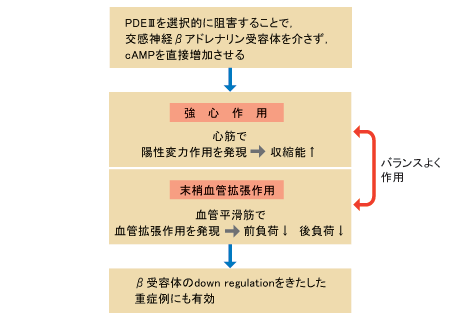 PDEⅢを選択的に阻害することで，
交感神経βアドレナリン受容体を介さず，
cAMPを直接増加させる
強 心 作 用
心筋で
陽性変力作用を発現 ➡ 収縮能↑
バランスよく
作用
末梢血管拡張作用
血管平滑筋で
血管拡張作用を発現 ➡ 前負荷↓ 後負荷↓
β受容体のdown regulationをきたした
重症例にも有効